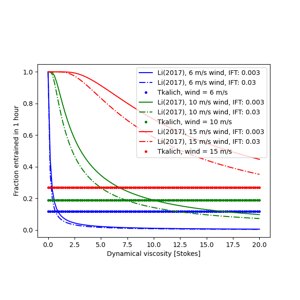 Li(2017), 6 m/s wind, IFT: 0.003
Li(2017), 6 m/s wind, IFT: 0.03
Tkalich, wind = 6 m/s
Li(2017), 10 m/s wind, IFT: 0.003
Li(2017), 10 m/s wind, IFT: 0.03
Tkalich, wind = 10 m/s
Li(2017), 15 m/s wind, IFT: 0.003
Li(2017), 15 m/s wind, IFT: 0.03
Tkalich, wind = 15 m/s
Fraction entrained in 1 hour
1.0
0.8
0.6
0.4
0.2
0.0
0.0 2.5 5.0 7.5 10.0 12.5 15.0 17.5 20.0
Dynamical viscosity [Stokes]